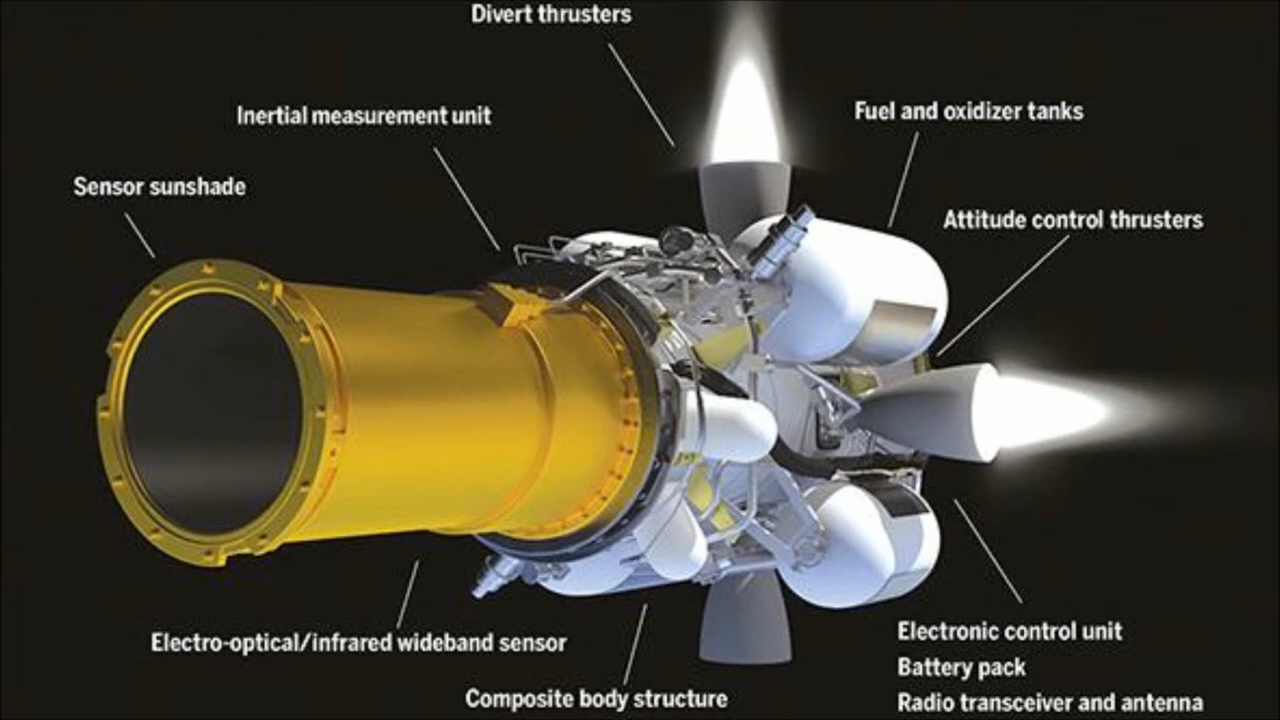 Divert thrusters
Inertial measurement unit
Fuel and oxidizer tanks
Sensor sunshade
Attitude control thrusters
Electro-optical/infrared wideband sensor
Composite body structure
Electronic control unit
Battery pack
Radio transceiver and antenna